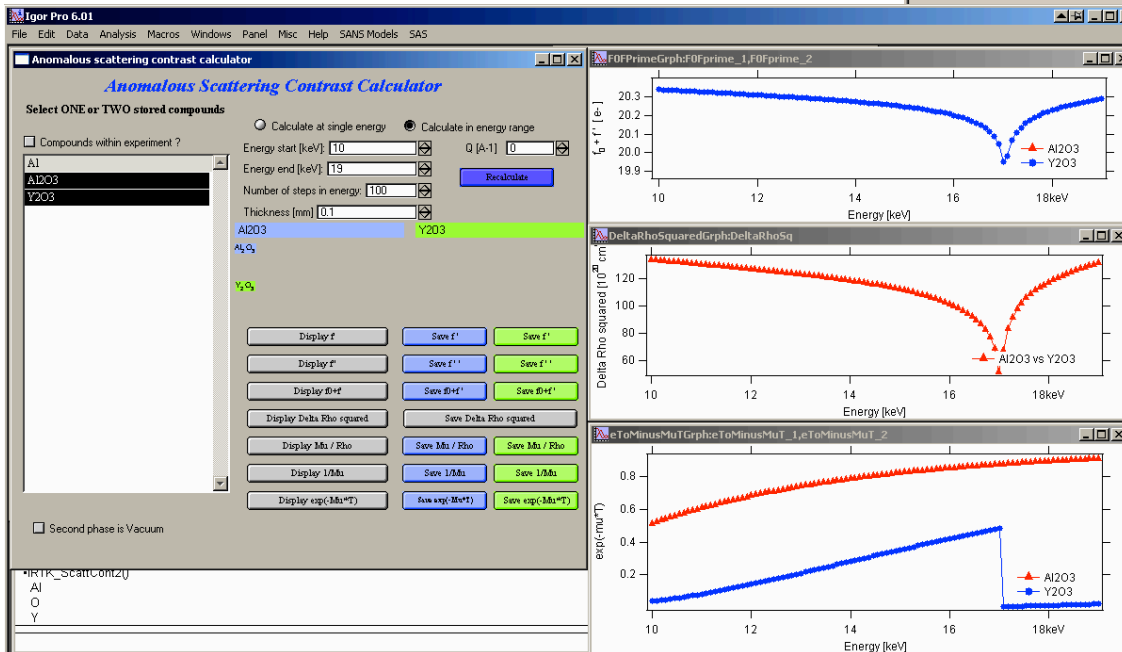 Igor Pro 6.01
File Edit Data Analysis Macros Windows Panel Misc Help SANS Models SAS
Anomalous scattering contrast calculator
Anomalous Scattering Contrast Calculator
Select ONE or TWO stored compounds
Calculate at single energy
Calculate in energy range
Compounds within experiment ?
Energy start [keV]: 10
Q [A-1] 0
Energy end [keV]: 19
Recalculate
Number of steps in energy: 100
Thickness [mm] 0.1
Al
Al2O3
Y2O3
Al2O3
Y2O3
Al₂O₃
Y₂O₃
Display f'
Save f'
Save f'
Display f''
Save f''
Save f''
Display f0+f'
Save f0+f'
Save f0+f'
Display Delta Rho squared
Save Delta Rho squared
Display Mu / Rho
Save Mu / Rho
Save Mu / Rho
Display 1/Mu
Save 1/Mu
Save 1/Mu
Display exp(-Mu*T)
Save exp(-Mu*T)
Save exp(-Mu*T)
Second phase is Vacuum
•IRTK_ScattCont2()
Al
O
Y
F0FPrimeGrph:F0Fprime_1,F0Fprime_2
f0 + f' [e-]
20.3
20.2
20.1
20.0
19.9
Al2O3
Y2O3
10 12 14 16 18keV
Energy [keV]
DeltaRhoSquaredGrph:DeltaRhoSq
Delta Rho squared [10^20 cm^
120
100
80
60
Al2O3 vs Y2O3
10 12 14 16 18keV
Energy [keV]
eToMinusMuTGrph:eToMinusMuT_1,eToMinusMuT_2
exp(-mu*T)
0.8
0.6
0.4
0.2
Al2O3
Y2O3
10 12 14 16 18keV
Energy [keV]